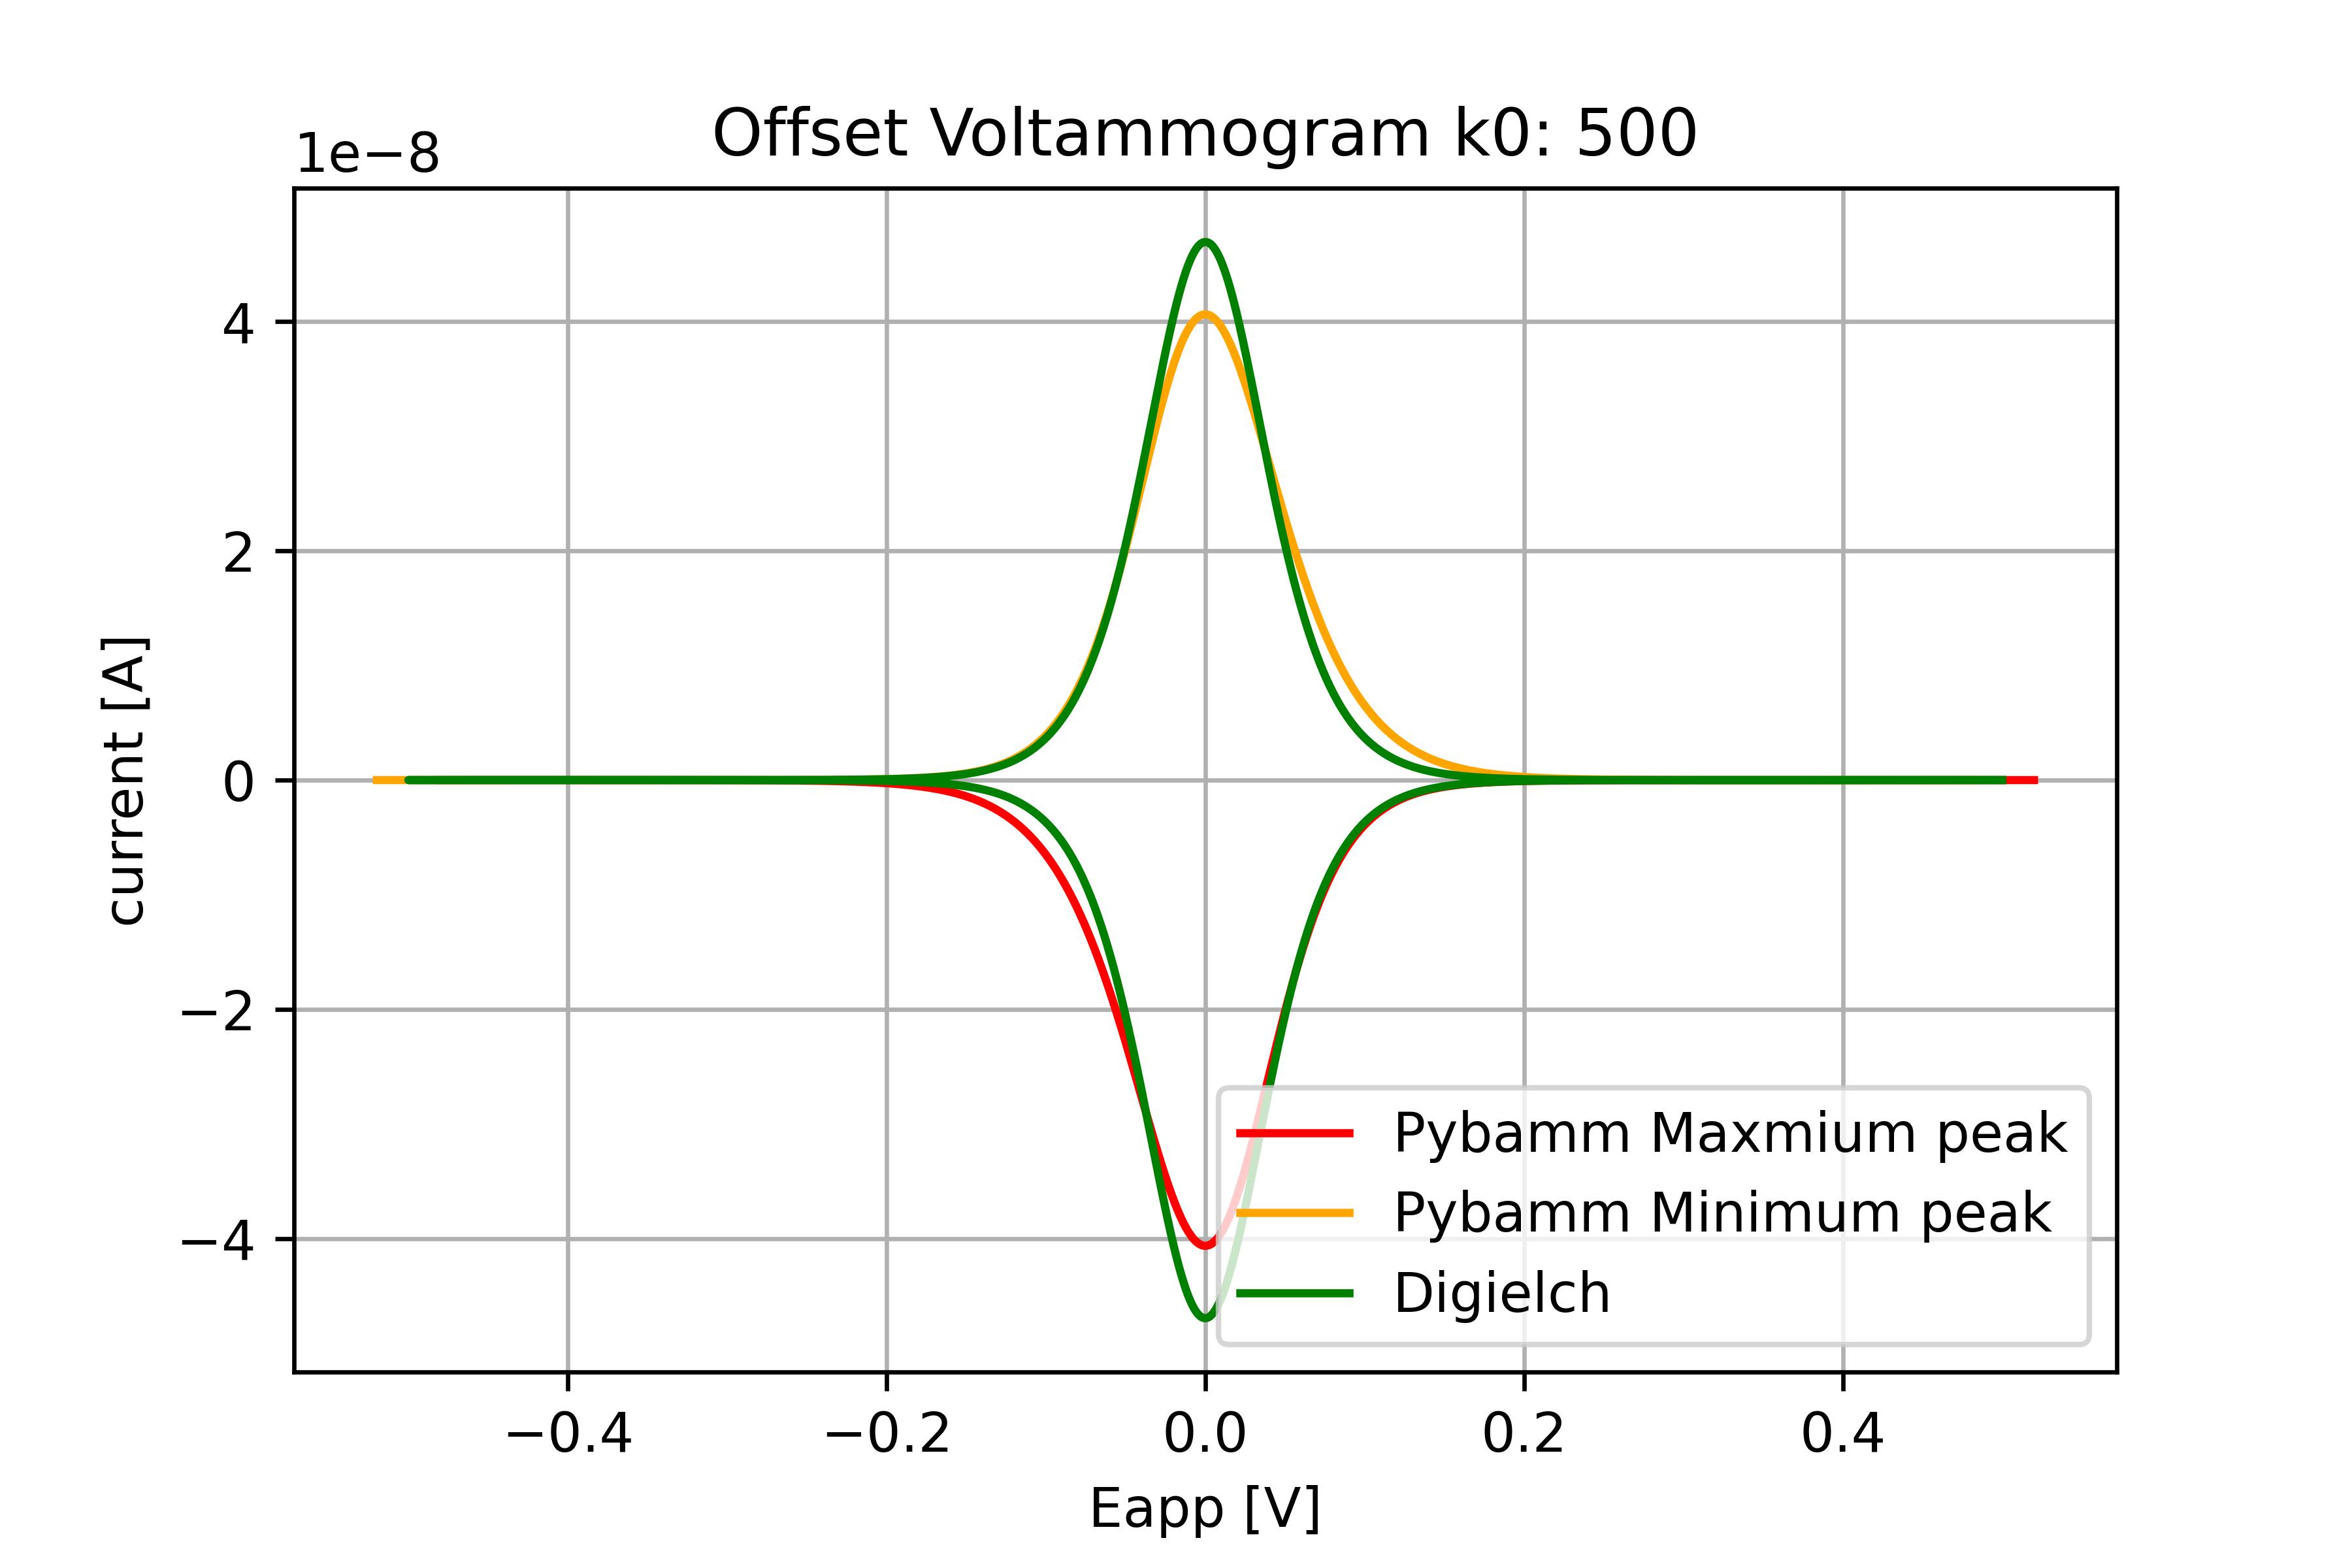 Offset Voltammogram k0: 500
1e−8
4
2
0
−2
−4
current [A]
Pybamm Maxmium peak
Pybamm Minimum peak
Digielch
−0.4 −0.2 0.0 0.2 0.4
Eapp [V]